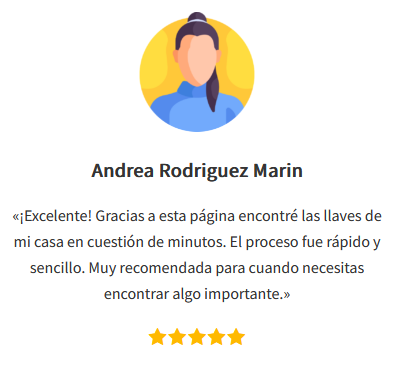 Andrea Rodriguez Marin
«¡Excelente! Gracias a esta página encontré las llaves de
mi casa en cuestión de minutos. El proceso fue rápido y
sencillo. Muy recomendada para cuando necesitas
encontrar algo importante.»